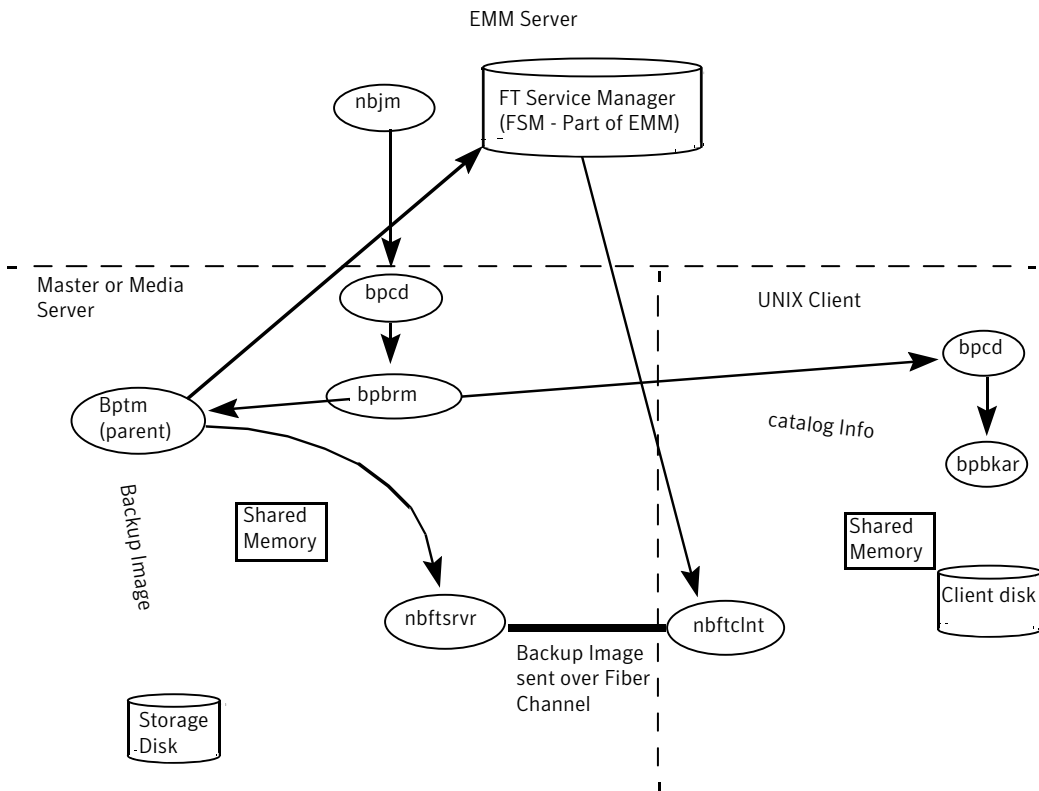 EMM Server
nbjm
FT Service Manager
(FSM - Part of EMM)
Master or Media
Server
bpcd
UNIX Client
bpcd
bpbrm
Bptm
(parent)
catalog Info
bpbkar
Backup Image
Shared
Memory
Shared
Memory
Client disk
nbftsrvr
nbftclnt
Backup Image
sent over Fiber
Channel
Storage
Disk